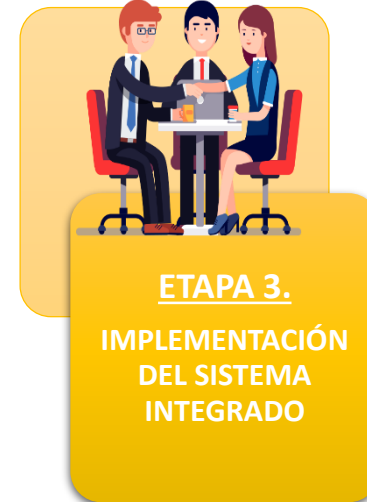 ETAPA 3.
IMPLEMENTACIÓN
DEL SISTEMA
INTEGRADO